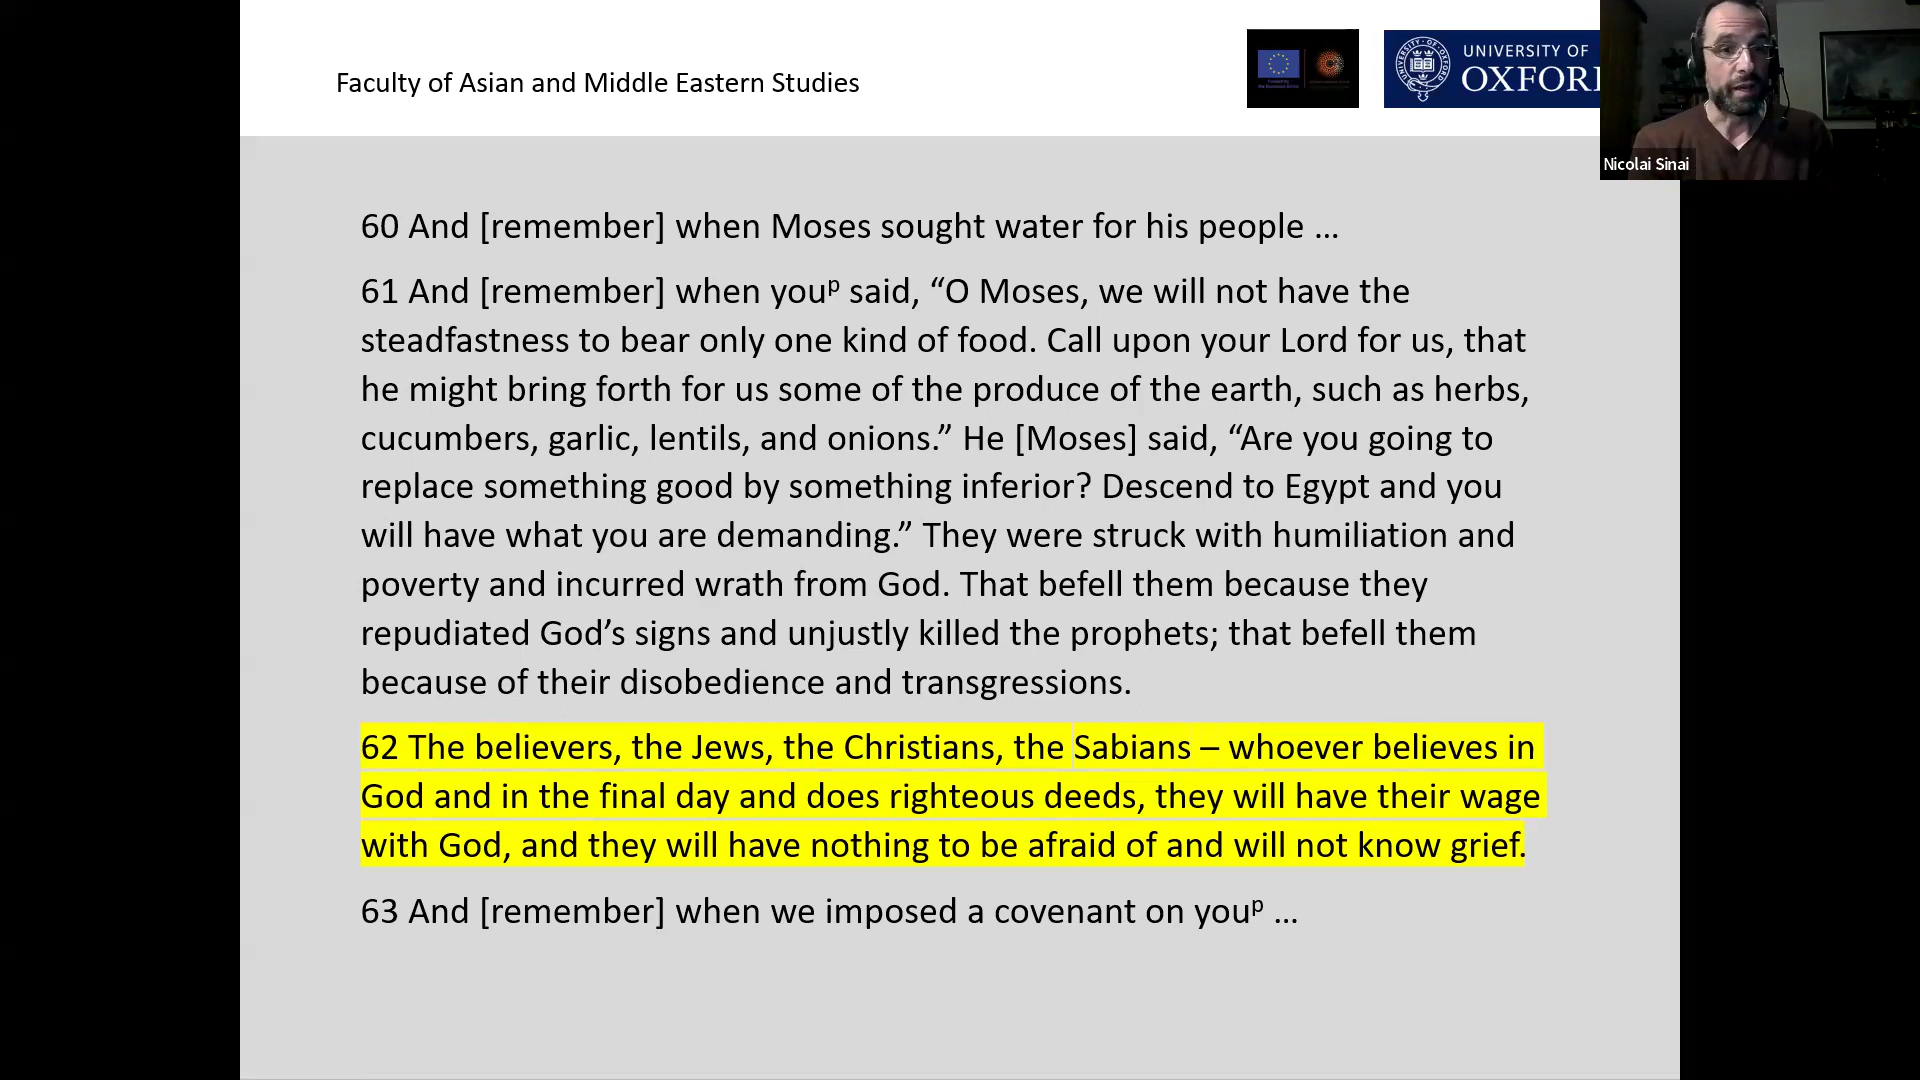 Faculty of Asian and Middle Eastern Studies
UNIVERSITY OF
OXFORD
Nicolai Sinai
60 And [remember] when Moses sought water for his people …
61 And [remember] when youᵖ said, “O Moses, we will not have the
steadfastness to bear only one kind of food. Call upon your Lord for us, that
he might bring forth for us some of the produce of the earth, such as herbs,
cucumbers, garlic, lentils, and onions.” He [Moses] said, “Are you going to
replace something good by something inferior? Descend to Egypt and you
will have what you are demanding.” They were struck with humiliation and
poverty and incurred wrath from God. That befell them because they
repudiated God’s signs and unjustly killed the prophets; that befell them
because of their disobedience and transgressions.
62 The believers, the Jews, the Christians, the Sabians – whoever believes in
God and in the final day and does righteous deeds, they will have their wage
with God, and they will have nothing to be afraid of and will not know grief.
63 And [remember] when we imposed a covenant on youᵖ …